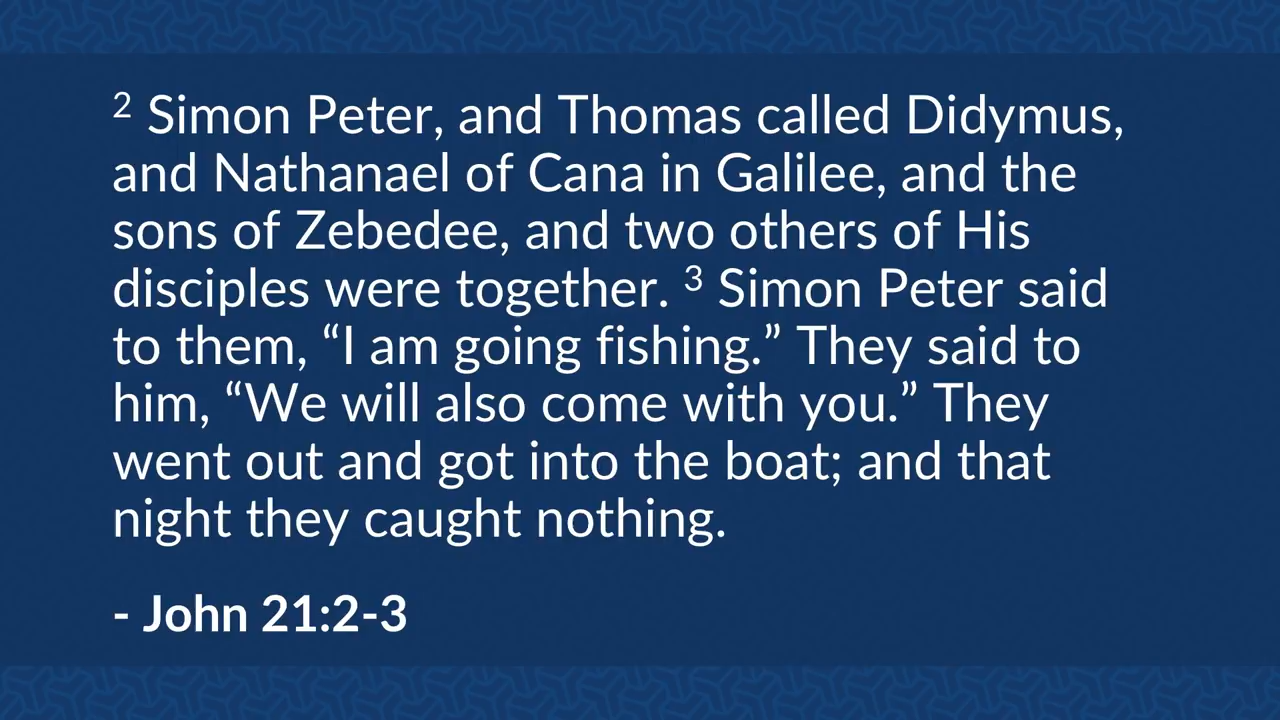 2 Simon Peter, and Thomas called Didymus,
and Nathanael of Cana in Galilee, and the
sons of Zebedee, and two others of His
disciples were together. 3 Simon Peter said
to them, “I am going fishing.” They said to
him, “We will also come with you.” They
went out and got into the boat; and that
night they caught nothing.
- John 21:2-3